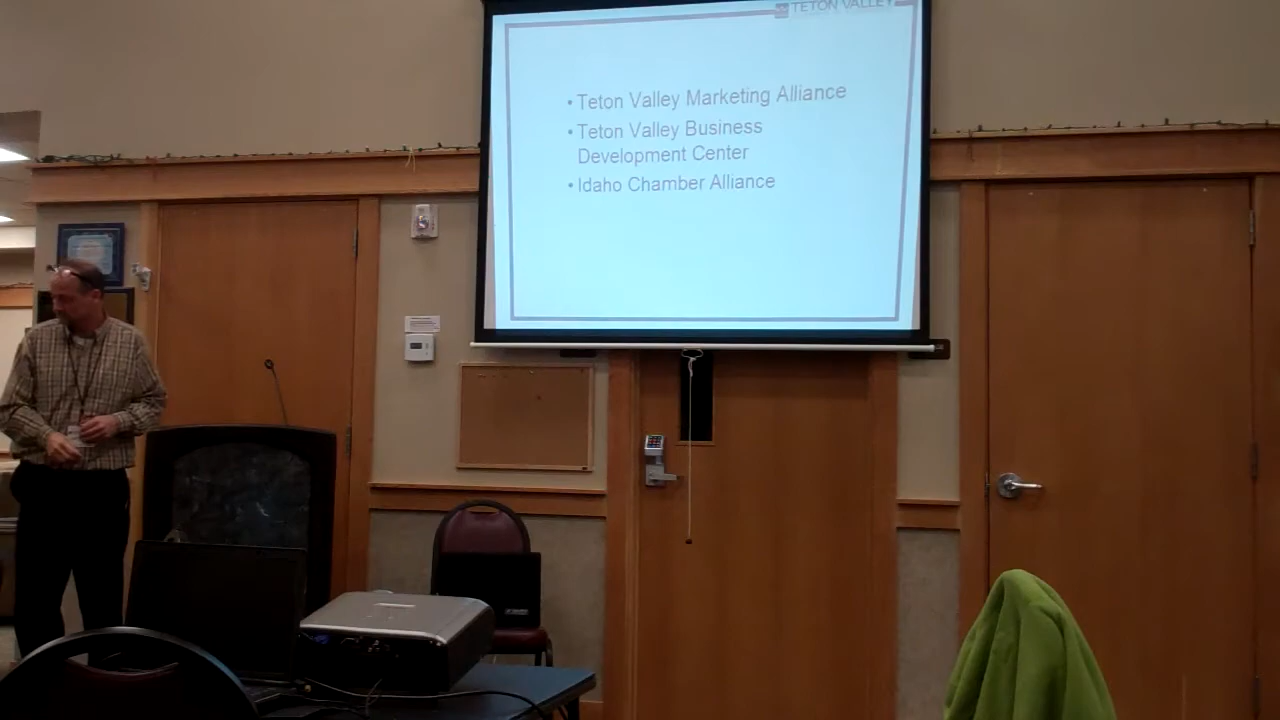 TETON VALLEY
• Teton Valley Marketing Alliance
• Teton Valley Business
Development Center
• Idaho Chamber Alliance